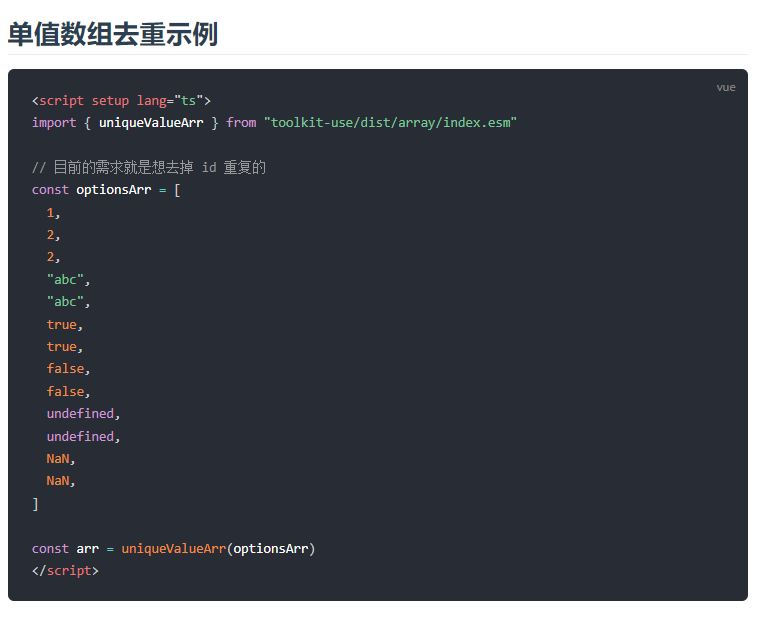 单值数组去重示例
vue
<script setup lang="ts">
import { uniqueValueArr } from "toolkit-use/dist/array/index.esm"
// 目前的需求就是想去掉 id 重复的
const optionsArr = [
1,
2,
2,
"abc",
"abc",
true,
true,
false,
false,
undefined,
undefined,
NaN,
NaN,
]
const arr = uniqueValueArr(optionsArr)
</script>